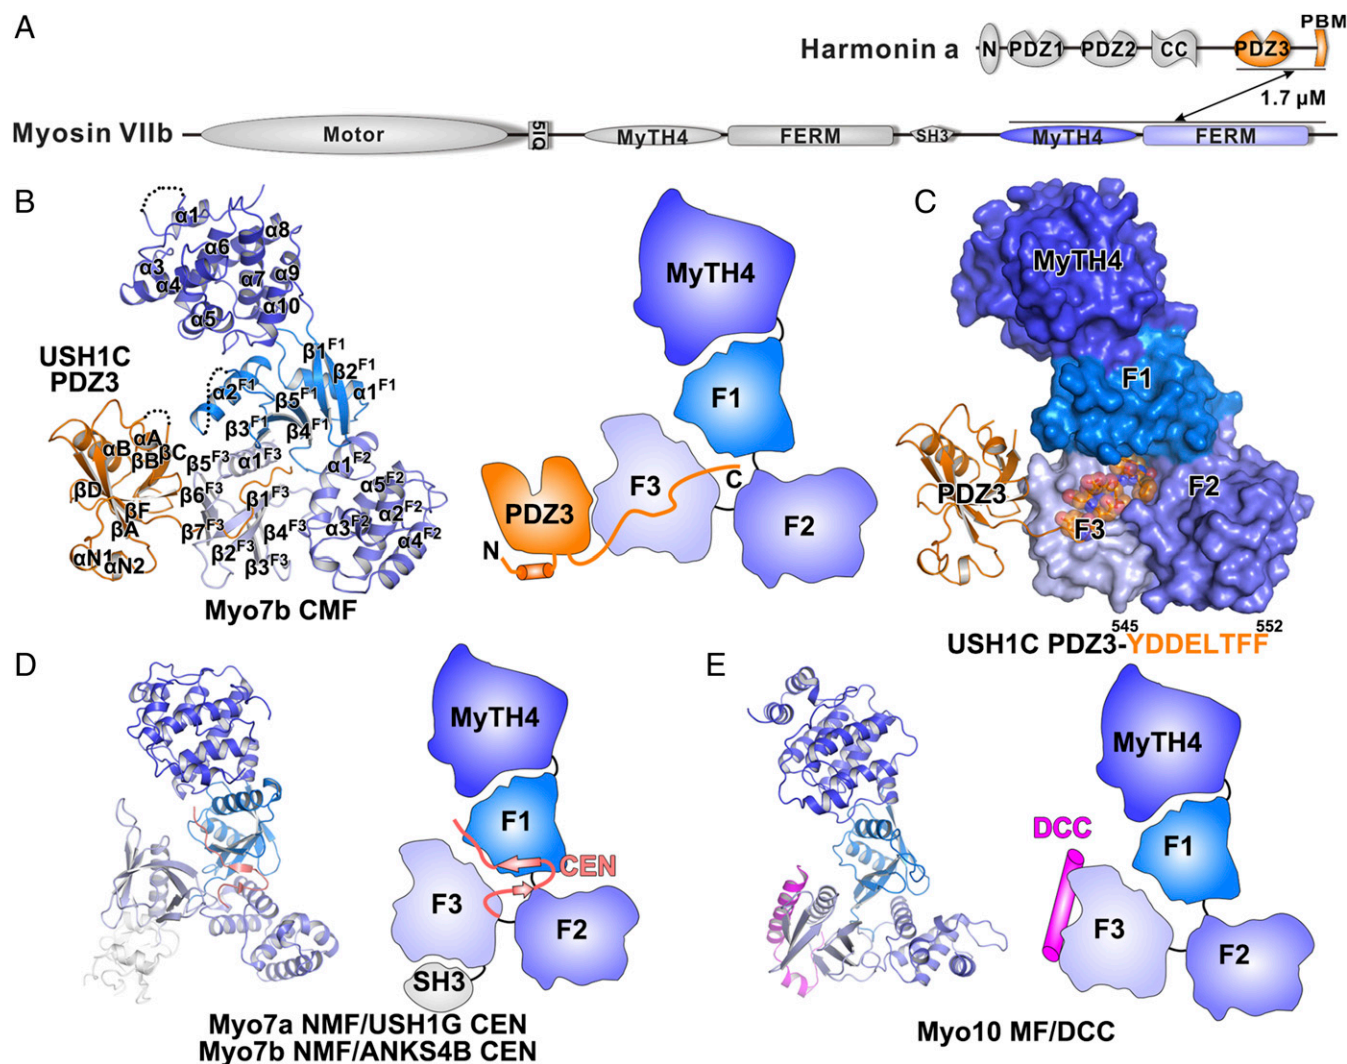 A
Harmonin a
N PDZ1 PDZ2 CC PDZ3 PBM
1.7 μM
Myosin VIIb Motor 5IQ MyTH4 FERM SH3 MyTH4 FERM
B
α1 α8
α6
α3 α4 α7 α9
α5 α10
USH1C
PDZ3
β1F1
β2F1
α2F1 β5F1 α1F1
β3F1 β4F1
αB αA βB βC
β5F3 α1F3 α1F2
βD β6F3 β1F3 α5F2
βF βA α3F2 α2F2
β7F3 β4F3 α4F2
αN1 αN2 β2F3
β3F3
Myo7b CMF
MyTH4
F1
F3 C
PDZ3
F2
N
C
MyTH4
F1
PDZ3 F3 F2
545 552
USH1C PDZ3-YDDELTFF
D
MyTH4
F1
CEN
F3
F2
SH3
Myo7a NMF/USH1G CEN
Myo7b NMF/ANKS4B CEN
E
MyTH4
DCC
F1
F3
F2
Myo10 MF/DCC